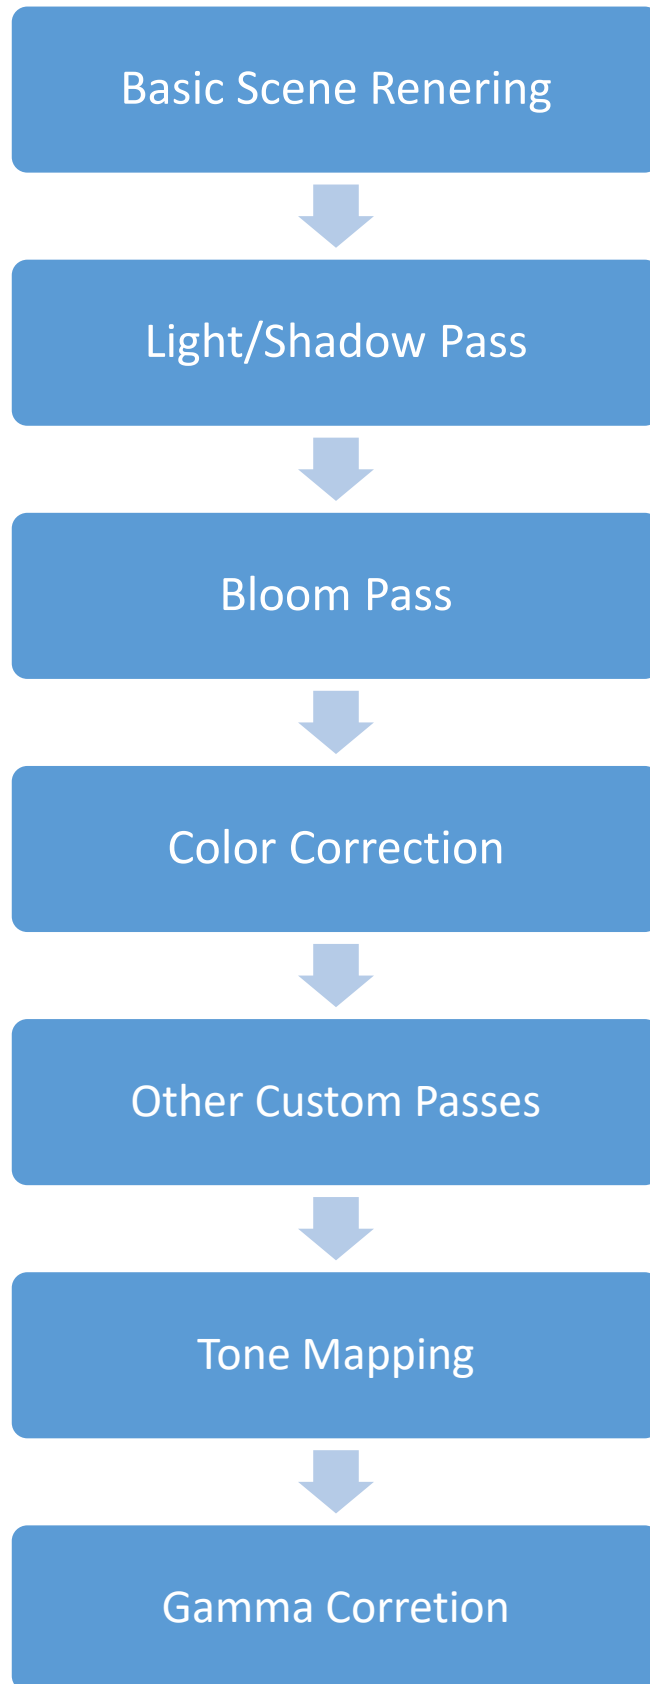 Basic Scene Renering
Light/Shadow Pass
Bloom Pass
Color Correction
Other Custom Passes
Tone Mapping
Gamma Corretion